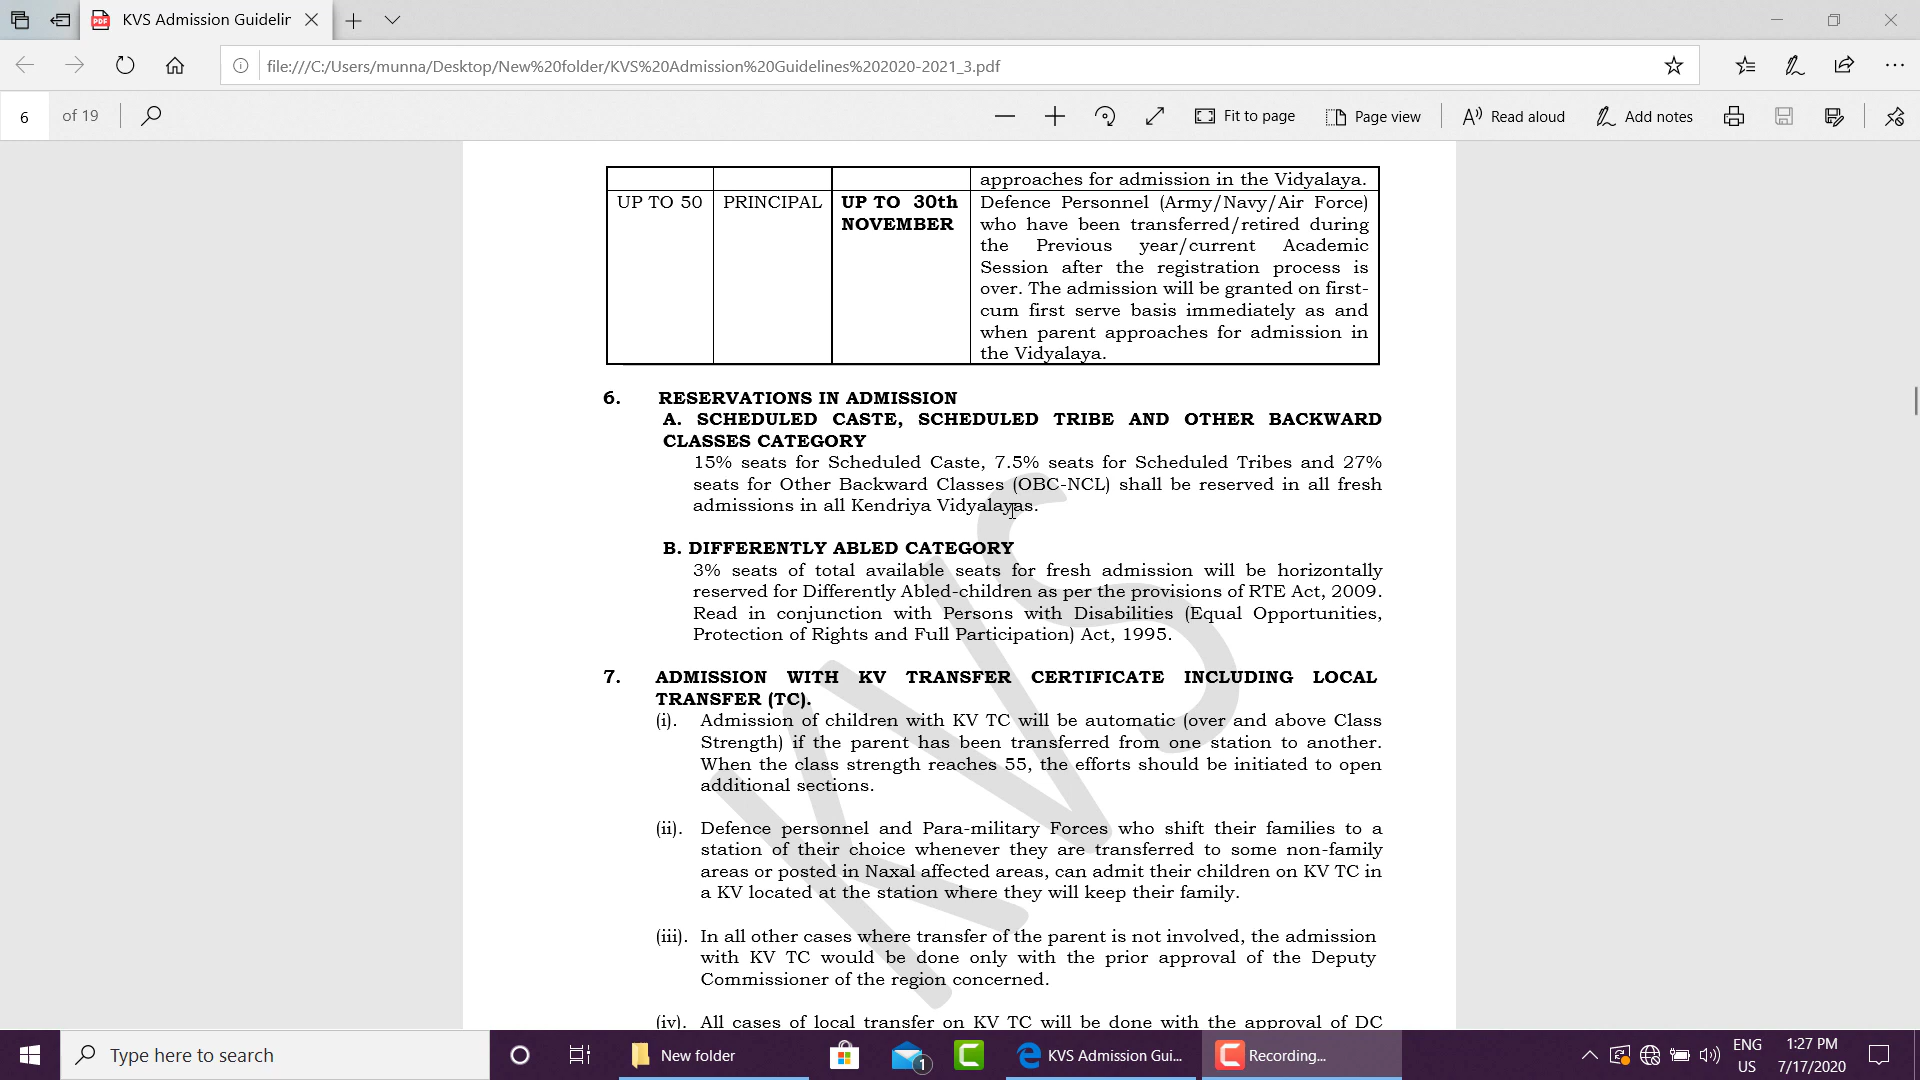 KVS Admission Guidelin
file:///C:/Users/munna/Desktop/New%20folder/KVS%20Admission%20Guidelines%202020-2021_3.pdf
6 of 19 Fit to page Page view Read aloud Add notes
approaches for admission in the Vidyalaya.
UP TO 50 PRINCIPAL UP TO 30th Defence Personnel (Army/Navy/Air Force)
NOVEMBER who have been transferred/retired during
the Previous year/current Academic
Session after the registration process is
over. The admission will be granted on first-
cum first serve basis immediately as and
when parent approaches for admission in
the Vidyalaya.
6. RESERVATIONS IN ADMISSION
A. SCHEDULED CASTE, SCHEDULED TRIBE AND OTHER BACKWARD
CLASSES CATEGORY
15% seats for Scheduled Caste, 7.5% seats for Scheduled Tribes and 27%
seats for Other Backward Classes (OBC-NCL) shall be reserved in all fresh
admissions in all Kendriya Vidyalayas.
B. DIFFERENTLY ABLED CATEGORY
3% seats of total available seats for fresh admission will be horizontally
reserved for Differently Abled-children as per the provisions of RTE Act, 2009.
Read in conjunction with Persons with Disabilities (Equal Opportunities,
Protection of Rights and Full Participation) Act, 1995.
7. ADMISSION WITH KV TRANSFER CERTIFICATE INCLUDING LOCAL
TRANSFER (TC).
(i). Admission of children with KV TC will be automatic (over and above Class
Strength) if the parent has been transferred from one station to another.
When the class strength reaches 55, the efforts should be initiated to open
additional sections.
(ii). Defence personnel and Para-military Forces who shift their families to a
station of their choice whenever they are transferred to some non-family
areas or posted in Naxal affected areas, can admit their children on KV TC in
a KV located at the station where they will keep their family.
(iii). In all other cases where transfer of the parent is not involved, the admission
with KV TC would be done only with the prior approval of the Deputy
Commissioner of the region concerned.
(iv). All cases of local transfer on KV TC will be done with the approval of DC
KVS
Type here to search New folder 1 KVS Admission Gui... Recording... ENG 1:27 PM
US 7/17/2020